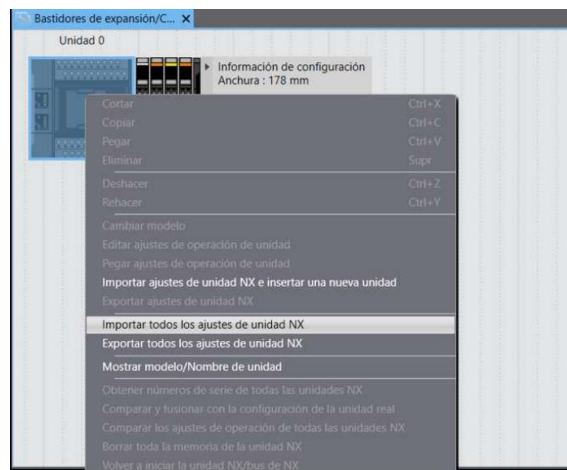 Bastidores de expansión/C...
Unidad 0
Información de configuración
Anchura : 178 mm
Cortar Ctrl+X
Copiar Ctrl+C
Pegar Ctrl+V
Eliminar Supr
Deshacer Ctrl+Z
Rehacer Ctrl+Y
Cambiar modelo
Editar ajustes de operación de unidad
Pegar ajustes de operación de unidad
Importar ajustes de unidad NX e insertar una nueva unidad
Exportar ajustes de unidad NX
Importar todos los ajustes de unidad NX
Exportar todos los ajustes de unidad NX
Mostrar modelo/Nombre de unidad
Obtener números de serie de todas las unidades NX
Comparar y fusionar con la configuración de la unidad real
Comparar los ajustes de operación de todas las unidades NX
Borrar toda la memoria de la unidad NX
Volver a iniciar la unidad NX/bus de NX